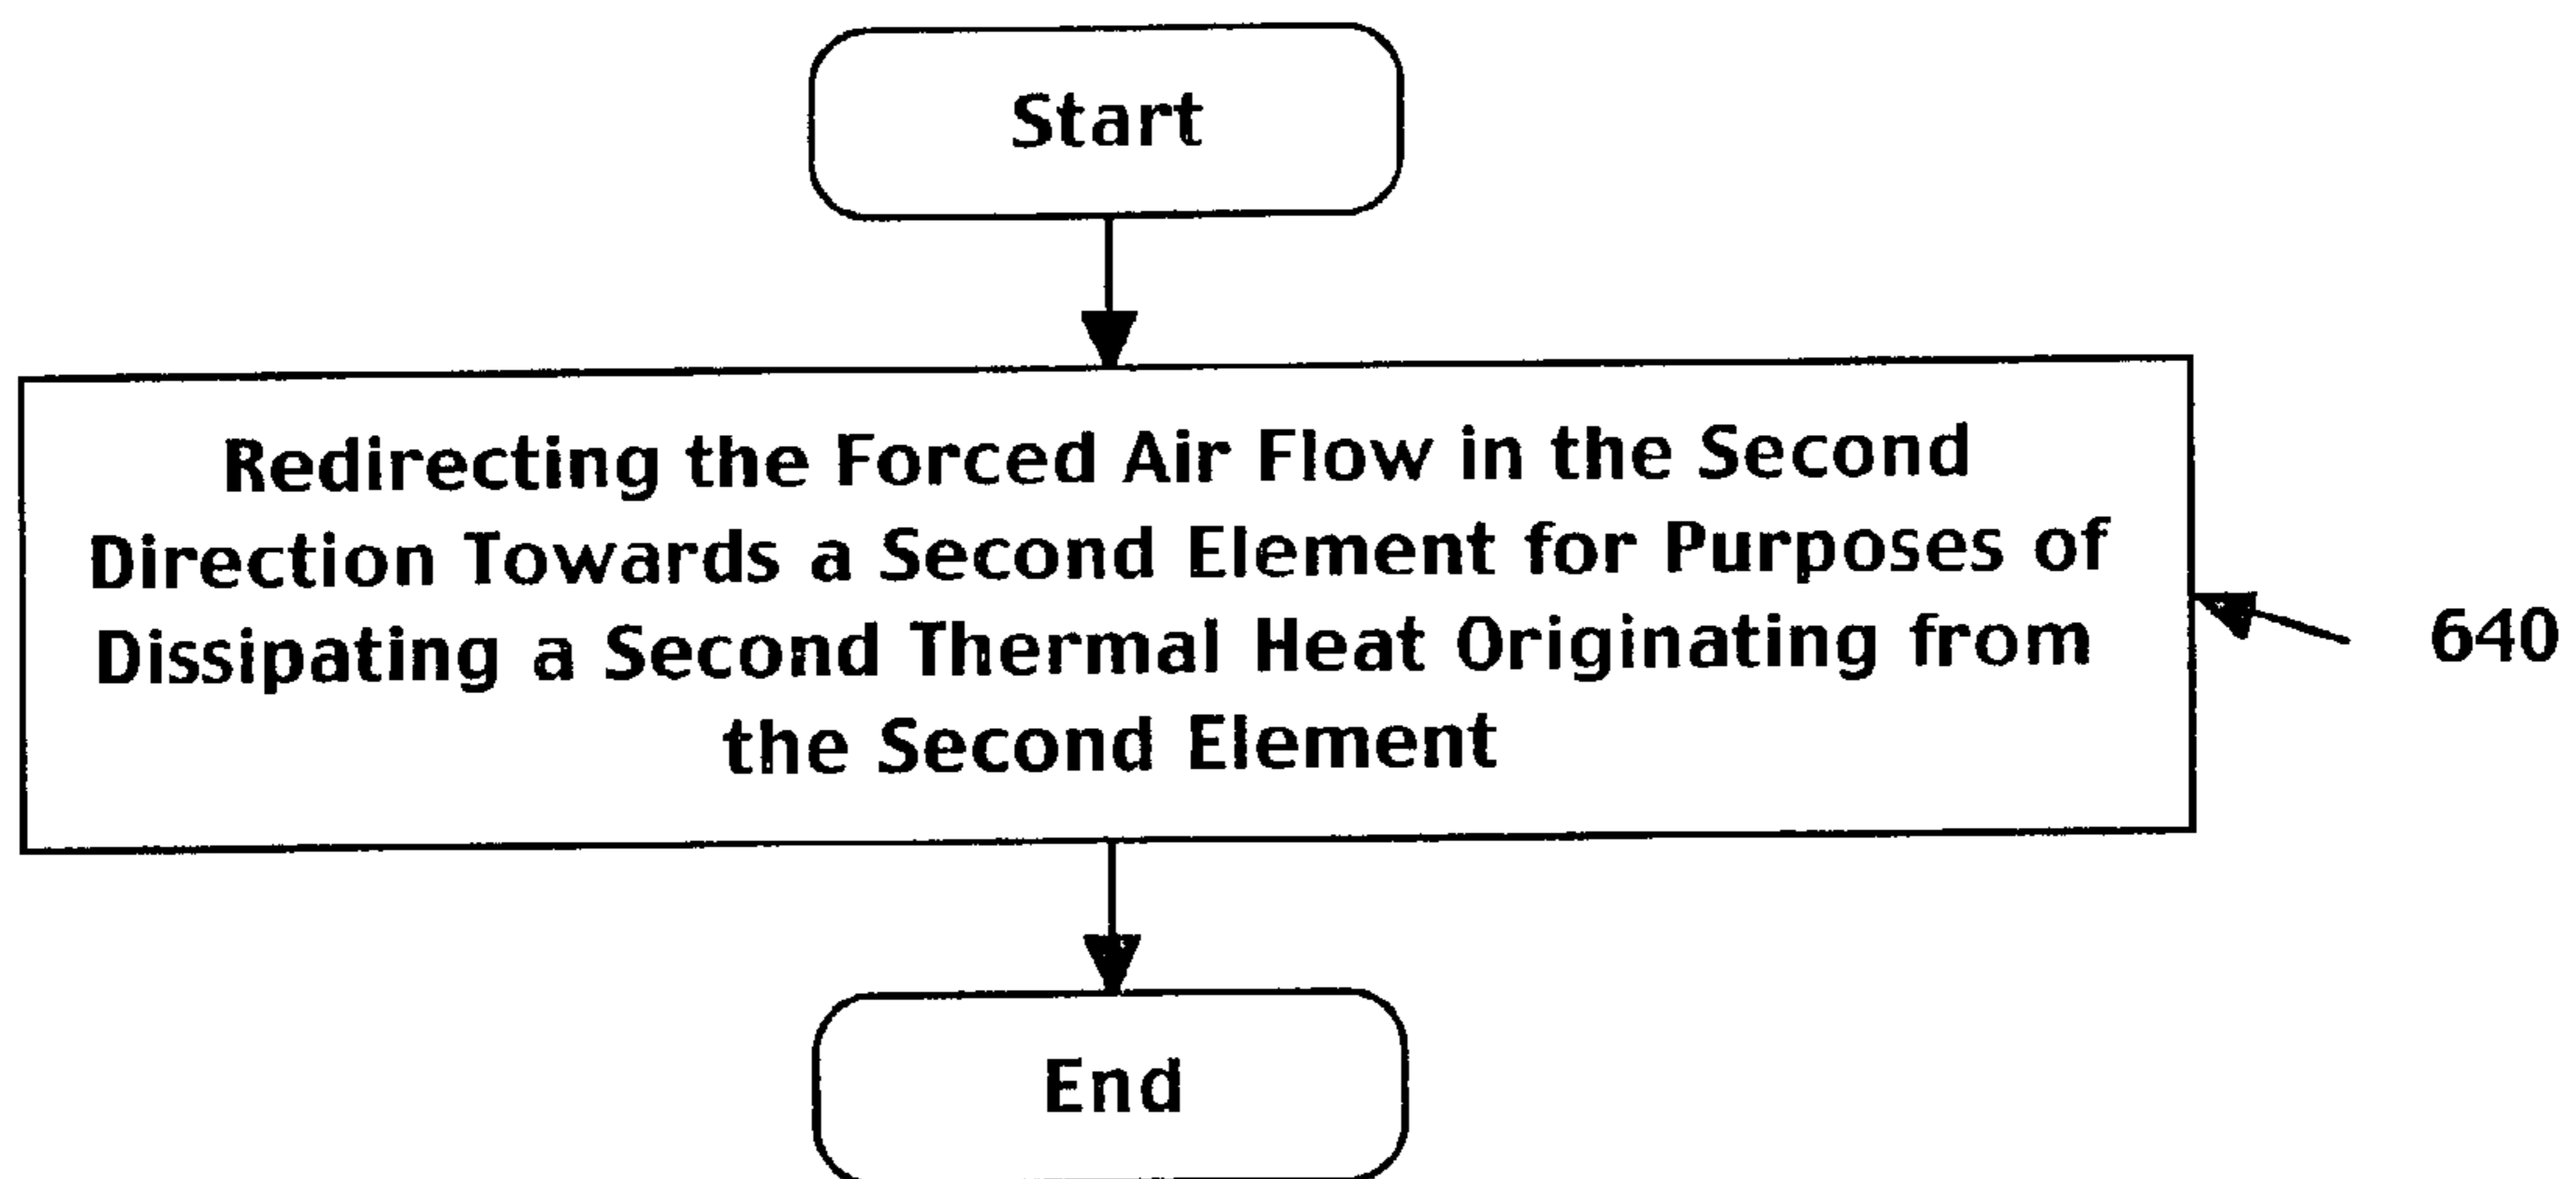 Start
Redirecting the Forced Air Flow in the Second
Direction Towards a Second Element for Purposes of
Dissipating a Second Thermal Heat Originating from
the Second Element
640
End